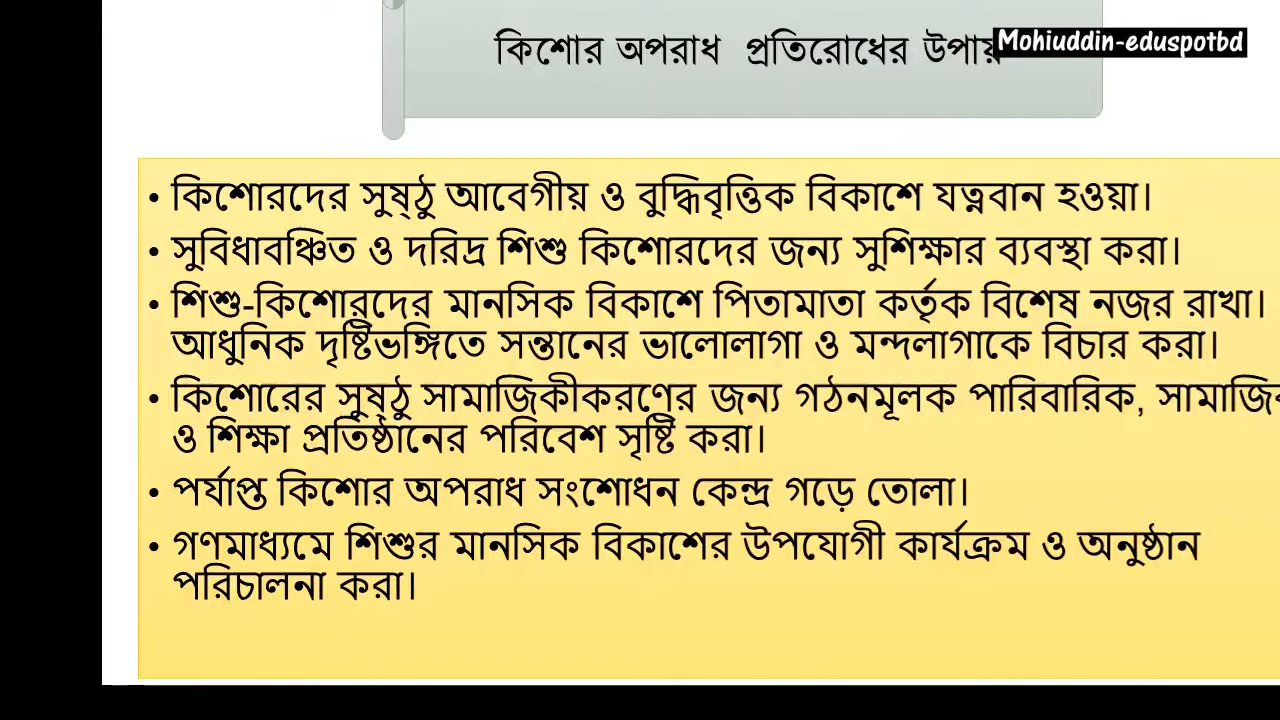 কিশোর অপরাধ প্রতিরোধের উপায়
Mohiuddin-eduspotbd
• কিশোরদের সুষ্ঠু আবেগীয় ও বুদ্ধিবৃত্তিক বিকাশে যত্নবান হওয়া।
• সুবিধাবঞ্চিত ও দরিদ্র শিশু কিশোরদের জন্য সুশিক্ষার ব্যবস্থা করা।
• শিশু-কিশোরদের মানসিক বিকাশে পিতামাতা কর্তৃক বিশেষ নজর রাখা।
আধুনিক দৃষ্টিভঙ্গিতে সন্তানের ভালোলাগা ও মন্দলাগাকে বিচার করা।
• কিশোরের সুষ্ঠু সামাজিকীকরণের জন্য গঠনমূলক পারিবারিক, সামাজিক
ও শিক্ষা প্রতিষ্ঠানের পরিবেশ সৃষ্টি করা।
• পর্যাপ্ত কিশোর অপরাধ সংশোধন কেন্দ্র গড়ে তোলা।
• গণমাধ্যমে শিশুর মানসিক বিকাশের উপযোগী কার্যক্রম ও অনুষ্ঠান
পরিচালনা করা।